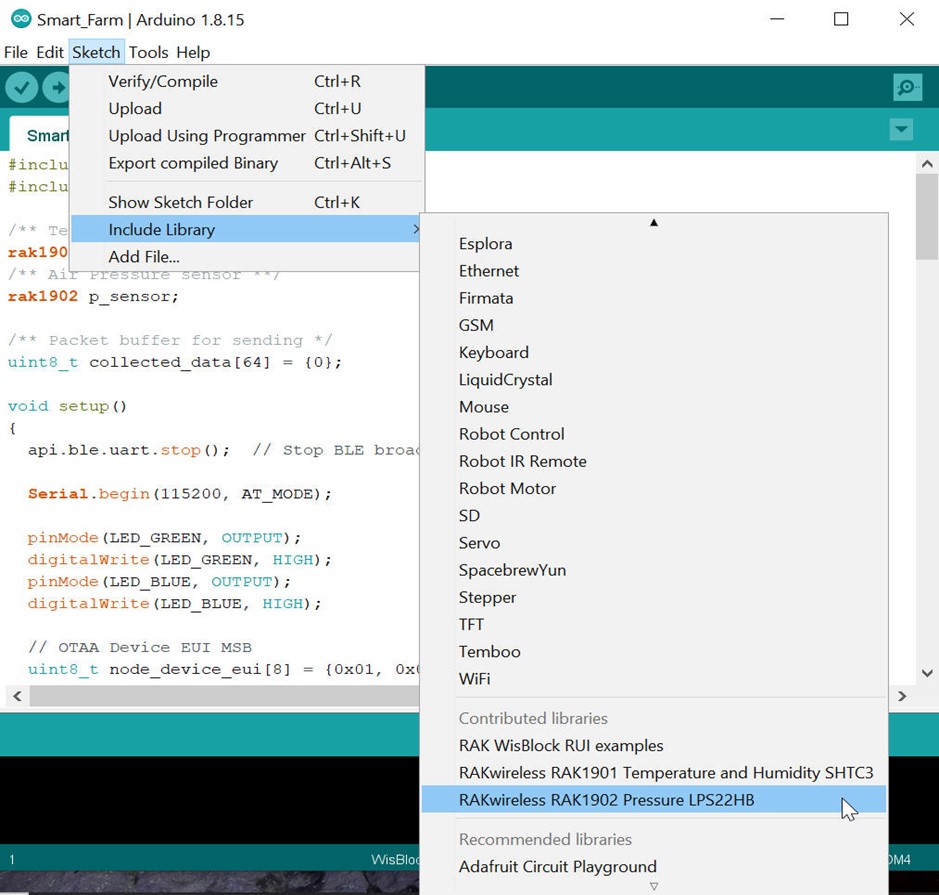 Smart_Farm | Arduino 1.8.15
File Edit Sketch Tools Help
Verify/Compile Ctrl+R
Upload Ctrl+U
Upload Using Programmer Ctrl+Shift+U
Export compiled Binary Ctrl+Alt+S
Show Sketch Folder Ctrl+K
Include Library
Add File...
Smart
#inclu
#inclu
/** Te
rak190
/** Air Pressure sensor **/
rak1902 p_sensor;
/** Packet buffer for sending */
uint8_t collected_data[64] = {0};
void setup()
{
api.ble.uart.stop(); // Stop BLE broad
Serial.begin(115200, AT_MODE);
pinMode(LED_GREEN, OUTPUT);
digitalWrite(LED_GREEN, HIGH);
pinMode(LED_BLUE, OUTPUT);
digitalWrite(LED_BLUE, HIGH);
// OTAA Device EUI MSB
uint8_t node_device_eui[8] = {0x01, 0x0
Esplora
Ethernet
Firmata
GSM
Keyboard
LiquidCrystal
Mouse
Robot Control
Robot IR Remote
Robot Motor
SD
Servo
SpacebrewYun
Stepper
TFT
Temboo
WiFi
Contributed libraries
RAK WisBlock RUI examples
RAKwireless RAK1901 Temperature and Humidity SHTC3
RAKwireless RAK1902 Pressure LPS22HB
Recommended libraries
Adafruit Circuit Playground
1 WisBloc OM4